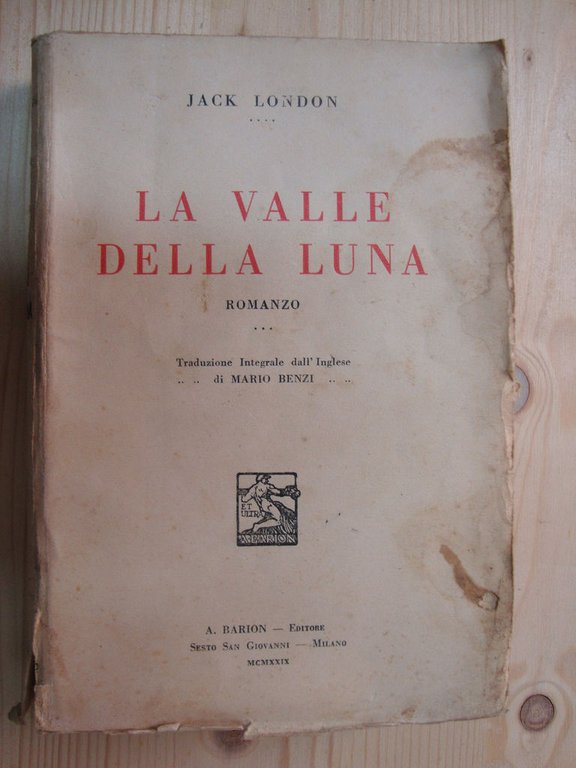 JACK LONDON
....
LA VALLE
DELLA LUNA
ROMANZO
...
Traduzione Integrale dall'Inglese
.. .. di MARIO BENZI .. ..
ET
ULTRA
A. BARION
A. BARION — Editore
Sesto San Giovanni — Milano
MCMXXIX